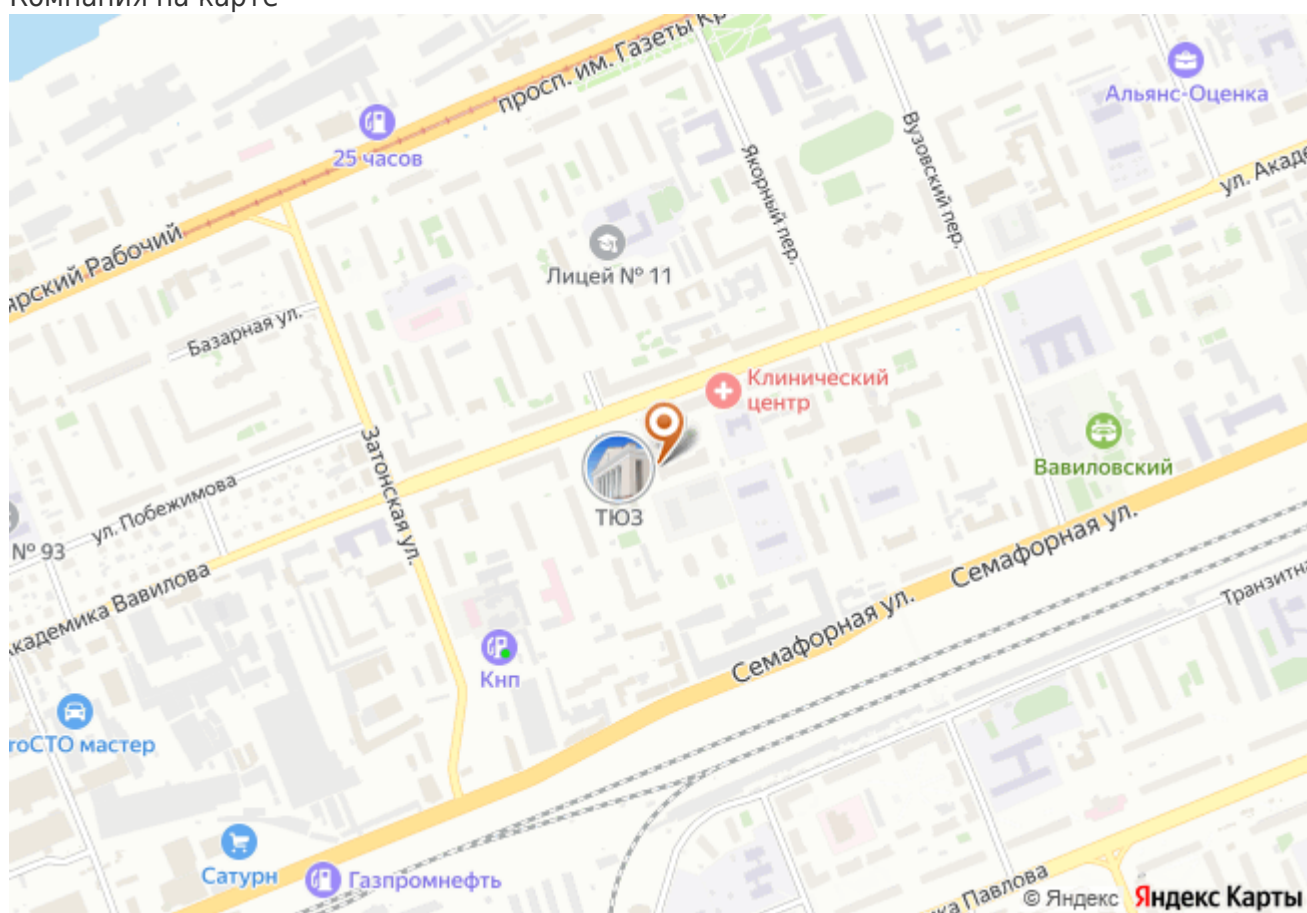 Компания на карте
просп. им. Газеты Кр
Альянс-Оценка
25 часов
Якорный пер.
Вузовский пер.
ул. Акаде
ярский Рабочий
Лицей № 11
Базарная ул.
Клинический
центр
Затонская ул.
Вавиловский
ул. Побежимова
ТЮЗ
№ 93
Семафорная ул.
Академика Вавилова
Транзитна
Семафорная ул.
Кнп
тоСТО мастер
Сатурн
Газпромнефть
ка Павлова
© Яндекс Яндекс Карты